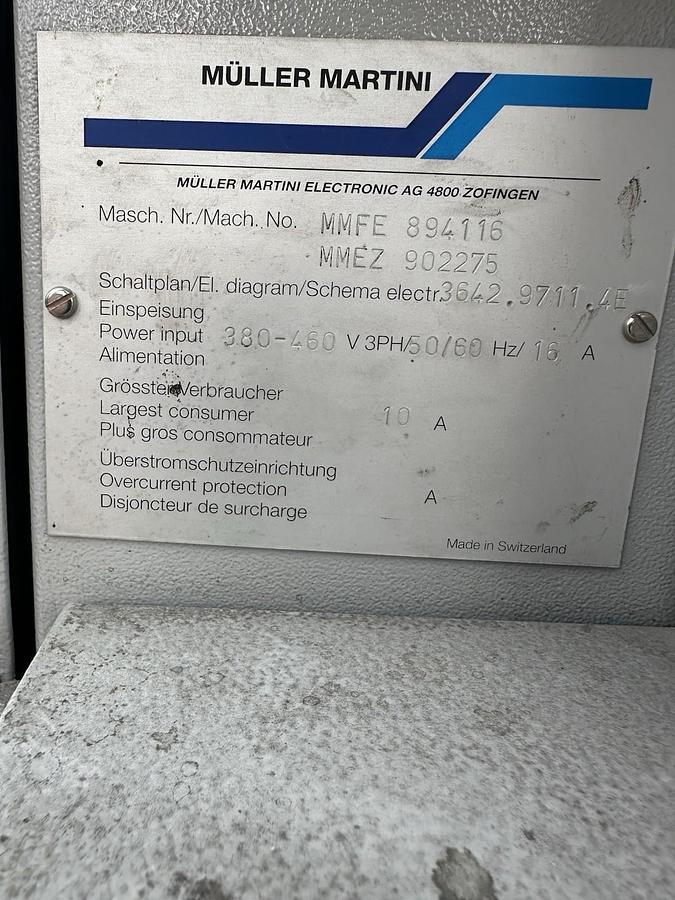 MÜLLER MARTINI
MÜLLER MARTINI ELECTRONIC AG 4800 ZOFINGEN
Masch. Nr./Mach. No. MMFE 894116
MMEZ 902275
Schaltplan/El. diagram/Schema electr. 3642.9711.4E
Einspeisung
Power input 380-460 V 3PH/50/60 Hz/ 16 A
Alimentation
Grösster Verbraucher
Largest consumer 10 A
Plus gros consommateur
Überstromschutzeinrichtung
Overcurrent protection A
Disjoncteur de surcharge
Made in Switzerland